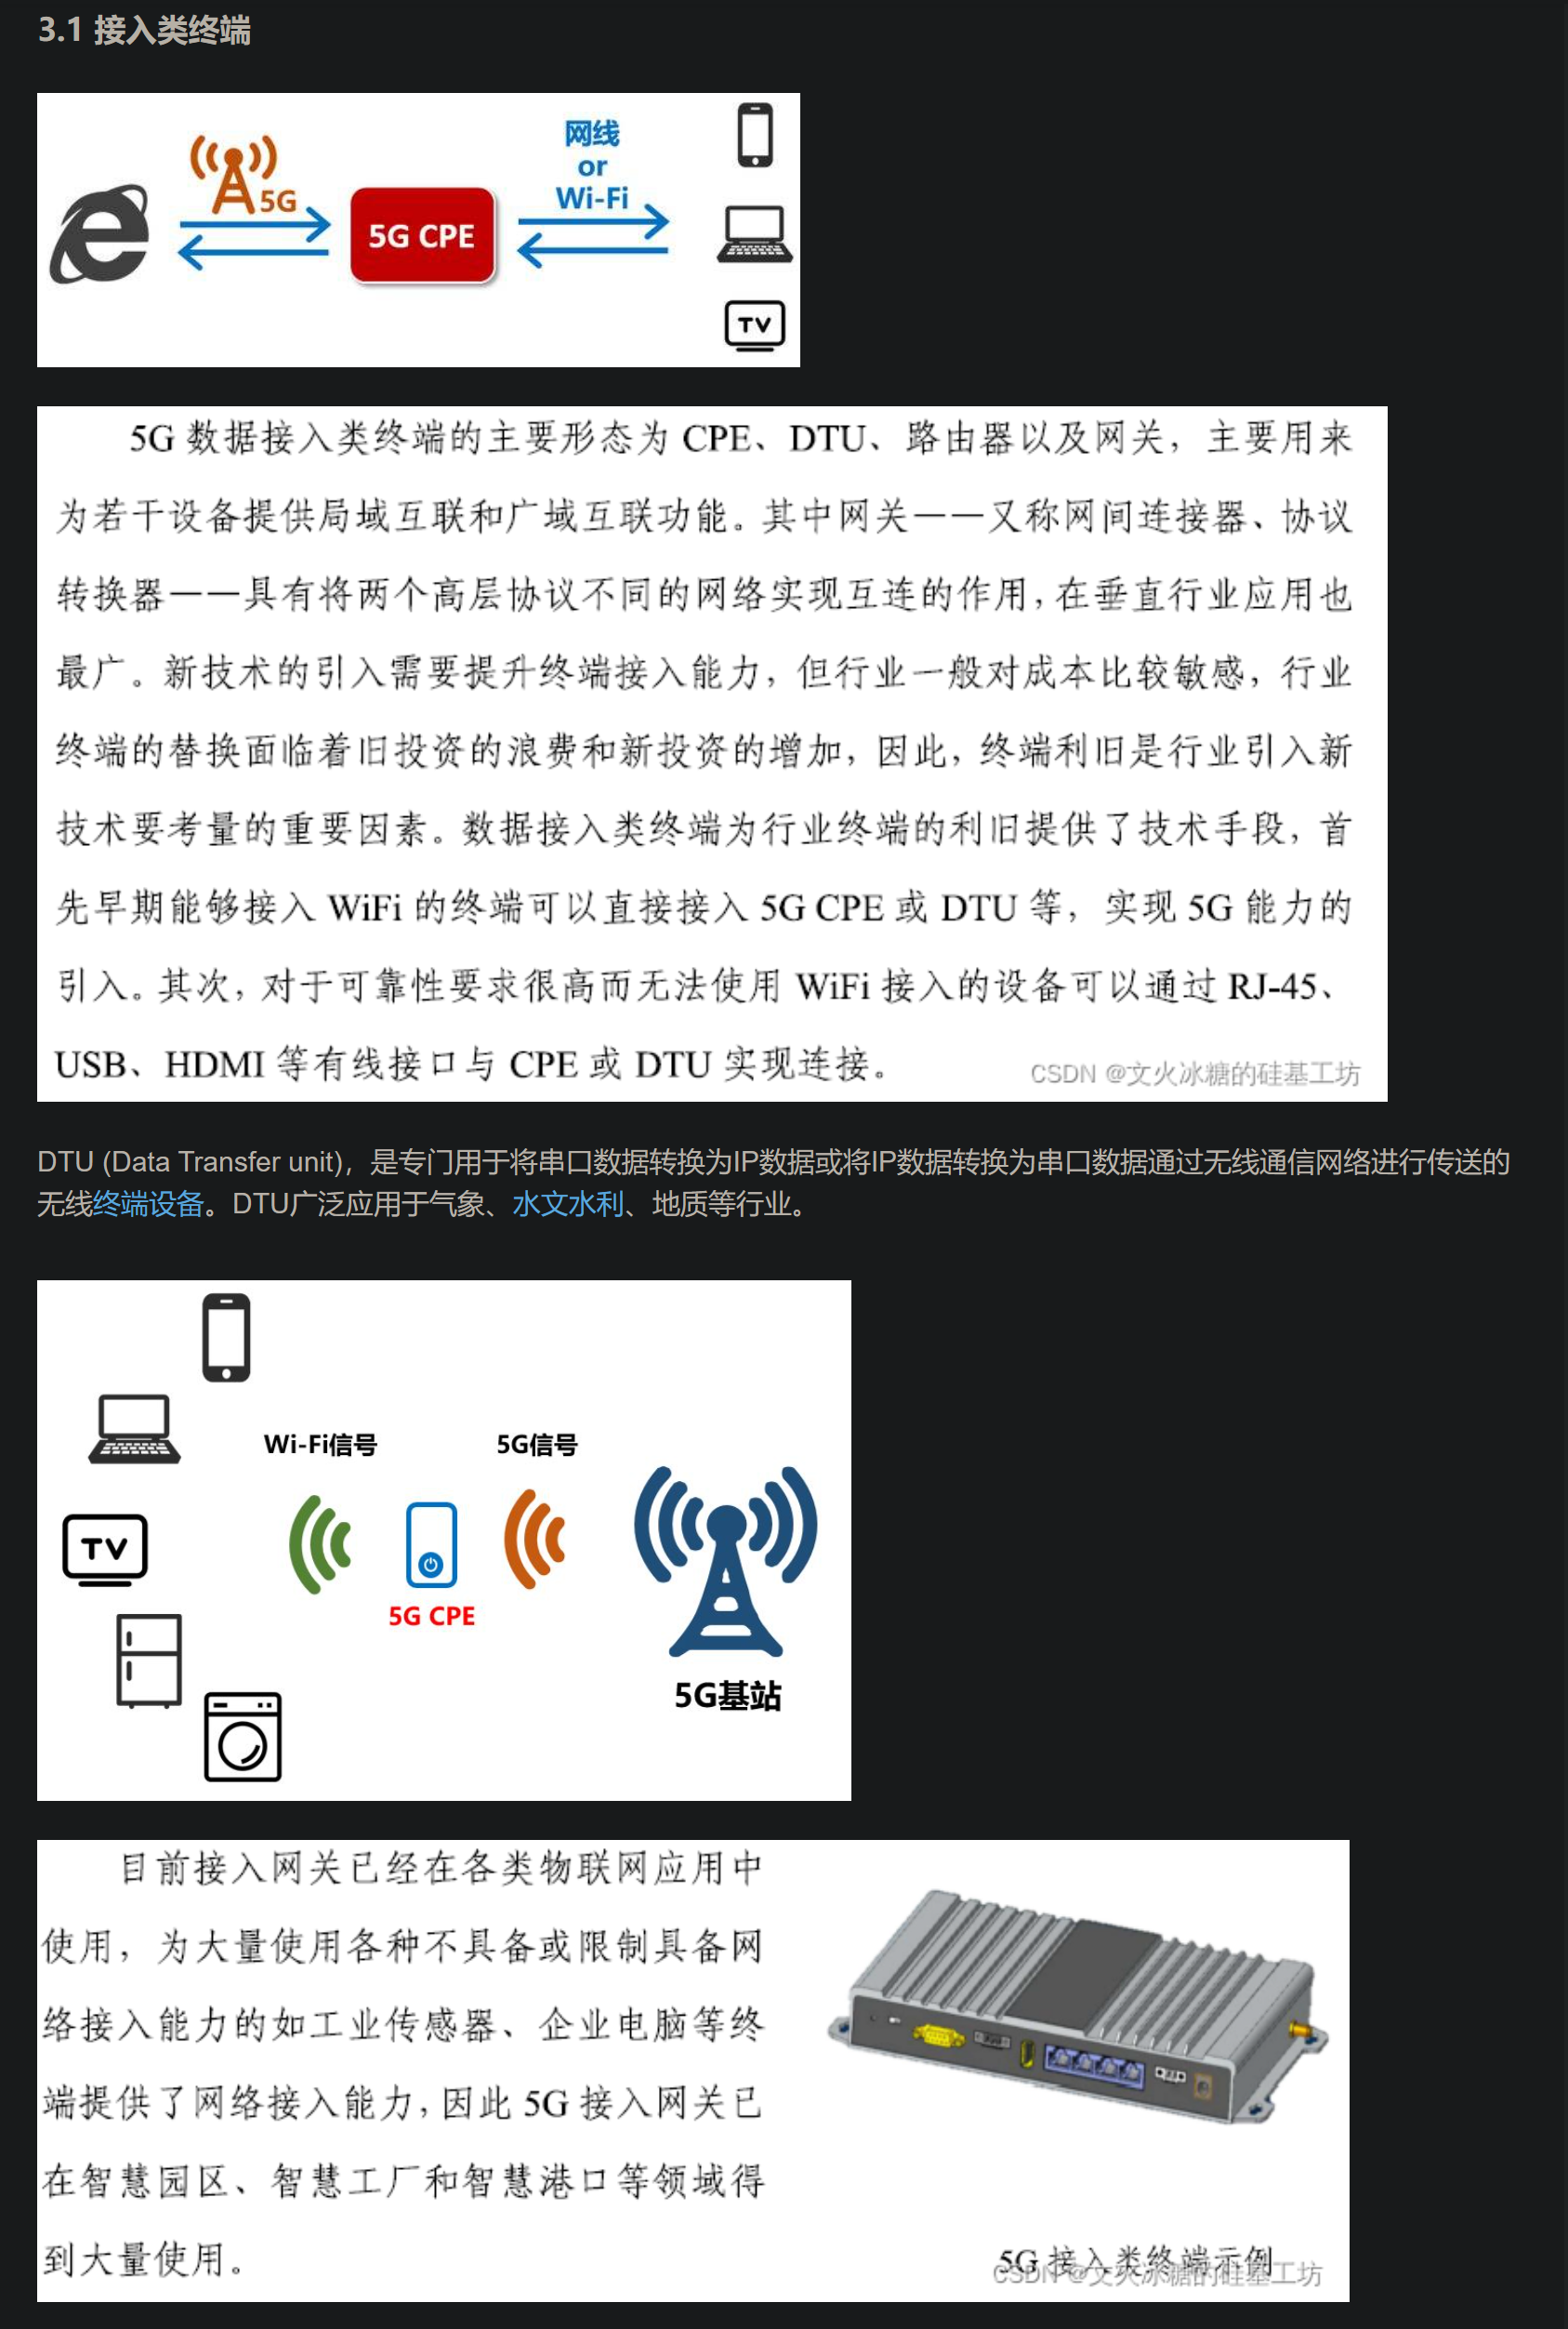 3.1 接入类终端
网线
or
Wi-Fi
5G
5G CPE
TV
5G 数据接入类终端的主要形态为 CPE、DTU、路由器以及网关，主要用来
为若干设备提供局域互联和广域互联功能。其中网关——又称网间连接器、协议
转换器——具有将两个高层协议不同的网络实现互连的作用，在垂直行业应用也
最广。新技术的引入需要提升终端接入能力，但行业一般对成本比较敏感，行业
终端的替换面临着旧投资的浪费和新投资的增加，因此，终端利旧是行业引入新
技术要考量的重要因素。数据接入类终端为行业终端的利旧提供了技术手段，首
先早期能够接入 WiFi 的终端可以直接接入 5G CPE 或 DTU 等，实现 5G 能力的
引入。其次，对于可靠性要求很高而无法使用 WiFi 接入的设备可以通过 RJ-45、
USB、HDMI 等有线接口与 CPE 或 DTU 实现连接。
CSDN @文火冰糖的硅基工坊
DTU (Data Transfer unit)，是专门用于将串口数据转换为IP数据或将IP数据转换为串口数据通过无线通信网络进行传送的
无线终端设备。DTU广泛应用于气象、水文水利、地质等行业。
Wi-Fi信号
5G信号
TV
5G CPE
5G基站
目前接入网关已经在各类物联网应用中
使用，为大量使用各种不具备或限制具备网
络接入能力的如工业传感器、企业电脑等终
端提供了网络接入能力，因此 5G 接入网关已
在智慧园区、智慧工厂和智慧港口等领域得
到大量使用。
5G 接入类终端示例
CSDN @文火冰糖的硅基工坊